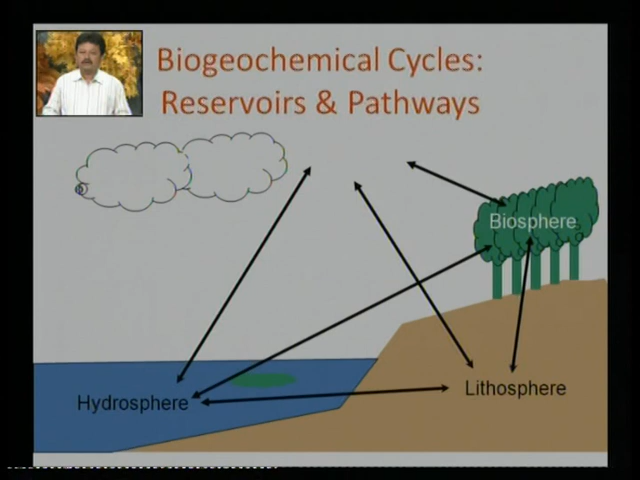 Biogeochemical Cycles:
Reservoirs & Pathways
Biosphere
Lithosphere
Hydrosphere